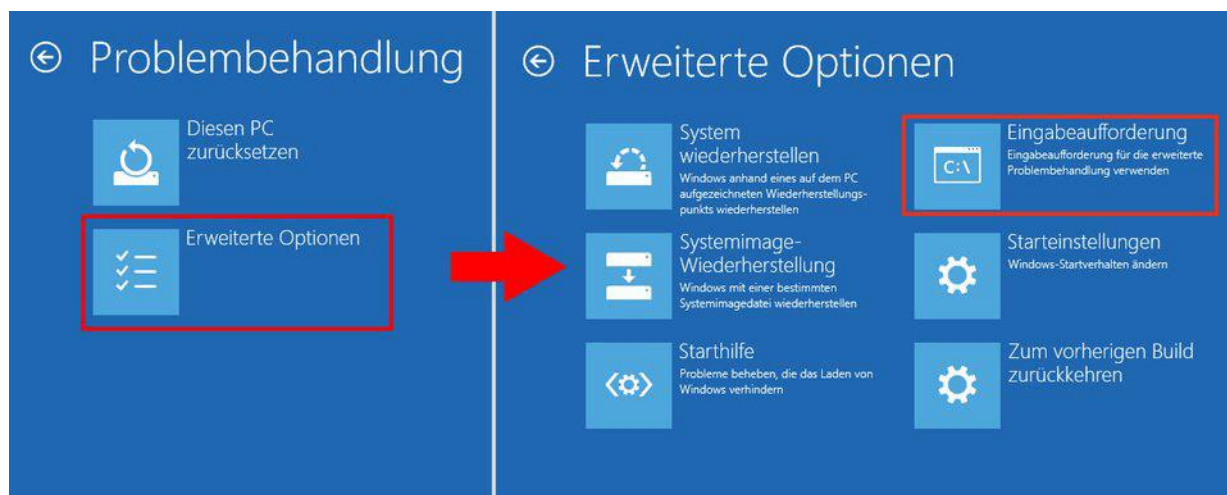 Problembehandlung
Diesen PC
zurücksetzen
Erweiterte Optionen
Erweiterte Optionen
System
wiederherstellen
Windows anhand eines auf dem PC
aufgezeichneten Wiederherstellungs-
punkts wiederherstellen
Systemimage-
Wiederherstellung
Windows mit einer bestimmten
Systemimagedatei wiederherstellen
Starthilfe
Probleme beheben, die das Laden von
Windows verhindern
C:\
Eingabeaufforderung
Eingabeaufforderung für die erweiterte
Problembehandlung verwenden
Starteinstellungen
Windows-Startverhalten ändern
Zum vorherigen Build
zurückkehren